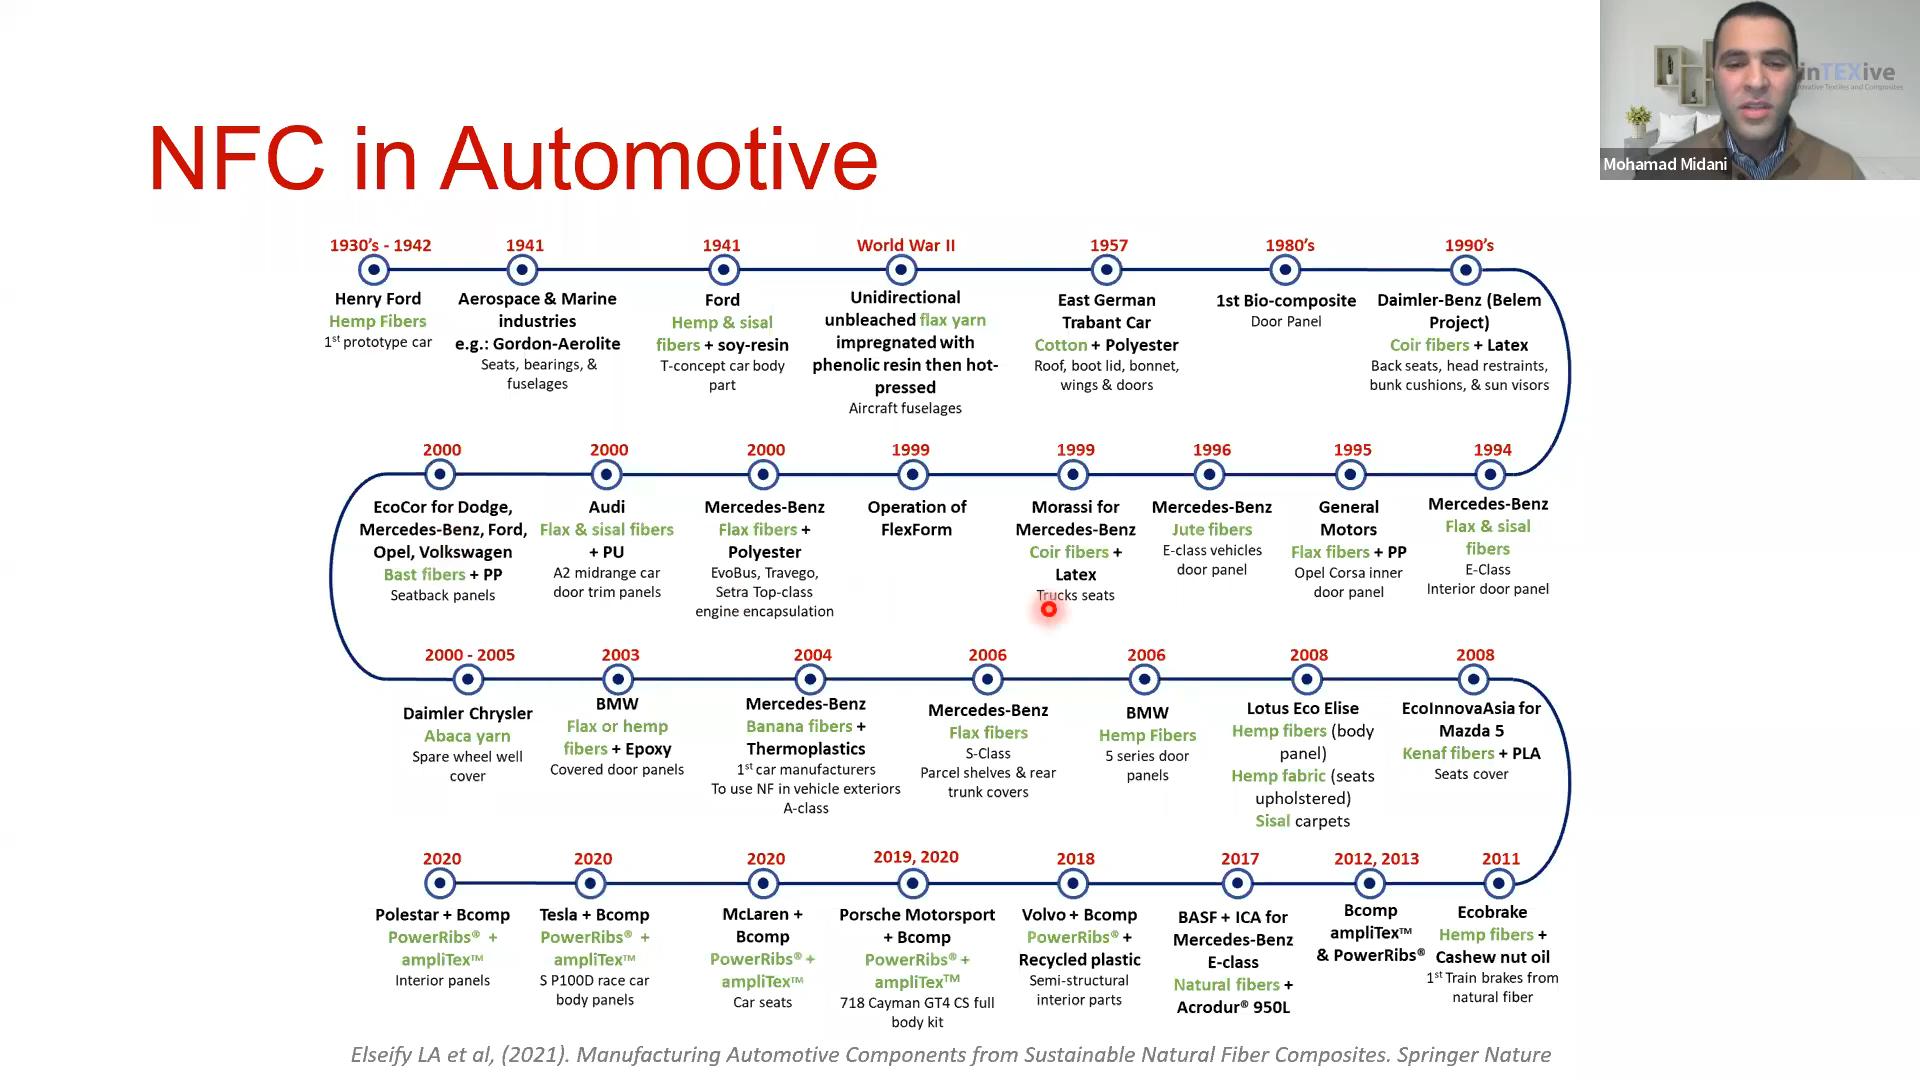 NFC in Automotive
inTEXive
Innovative Textiles and Composites
Mohamad Midani
1930's - 1942
Henry Ford
Hemp Fibers
1st prototype car
1941
Aerospace & Marine
industries
e.g.: Gordon-Aerolite
Seats, bearings, &
fuselages
1941
Ford
Hemp & sisal
fibers + soy-resin
T-concept car body
part
World War II
Unidirectional
unbleached flax yarn
impregnated with
phenolic resin then hot-
pressed
Aircraft fuselages
1957
East German
Trabant Car
Cotton + Polyester
Roof, boot lid, bonnet,
wings & doors
1980's
1st Bio-composite
Door Panel
1990's
Daimler-Benz (Belem
Project)
Coir fibers + Latex
Back seats, head restraints,
bunk cushions, & sun visors
2000
EcoCor for Dodge,
Mercedes-Benz, Ford,
Opel, Volkswagen
Bast fibers + PP
Seatback panels
2000
Audi
Flax & sisal fibers
+ PU
A2 midrange car
door trim panels
2000
Mercedes-Benz
Flax fibers +
Polyester
EvoBus, Travego,
Setra Top-class
engine encapsulation
1999
Operation of
FlexForm
1999
Morassi for
Mercedes-Benz
Coir fibers +
Latex
Trucks seats
1996
Mercedes-Benz
Jute fibers
E-class vehicles
door panel
1995
General
Motors
Flax fibers + PP
Opel Corsa inner
door panel
1994
Mercedes-Benz
Flax & sisal
fibers
E-Class
Interior door panel
2000 - 2005
Daimler Chrysler
Abaca yarn
Spare wheel well
cover
2003
BMW
Flax or hemp
fibers + Epoxy
Covered door panels
2004
Mercedes-Benz
Banana fibers +
Thermoplastics
1st car manufacturers
To use NF in vehicle exteriors
A-class
2006
Mercedes-Benz
Flax fibers
S-Class
Parcel shelves & rear
trunk covers
2006
BMW
Hemp Fibers
5 series door
panels
2008
Lotus Eco Elise
Hemp fibers (body
panel)
Hemp fabric (seats
upholstered)
Sisal carpets
2008
EcoInnovaAsia for
Mazda 5
Kenaf fibers + PLA
Seats cover
2020
Polestar + Bcomp
PowerRibs® +
ampliTex™
Interior panels
2020
Tesla + Bcomp
PowerRibs® +
ampliTex™
S P100D race car
body panels
2020
McLaren +
Bcomp
PowerRibs® +
ampliTex™
Car seats
2019, 2020
Porsche Motorsport
+ Bcomp
PowerRibs® +
ampliTex™
718 Cayman GT4 CS full
body kit
2018
Volvo + Bcomp
PowerRibs® +
Recycled plastic
Semi-structural
interior parts
2017
BASF + ICA for
Mercedes-Benz
E-class
Natural fibers +
Acrodur® 950L
2012, 2013
Bcomp
ampliTex™
& PowerRibs®
2011
Ecobrake
Hemp fibers +
Cashew nut oil
1st Train brakes from
natural fiber
Elseify LA et al, (2021). Manufacturing Automotive Components from Sustainable Natural Fiber Composites. Springer Nature